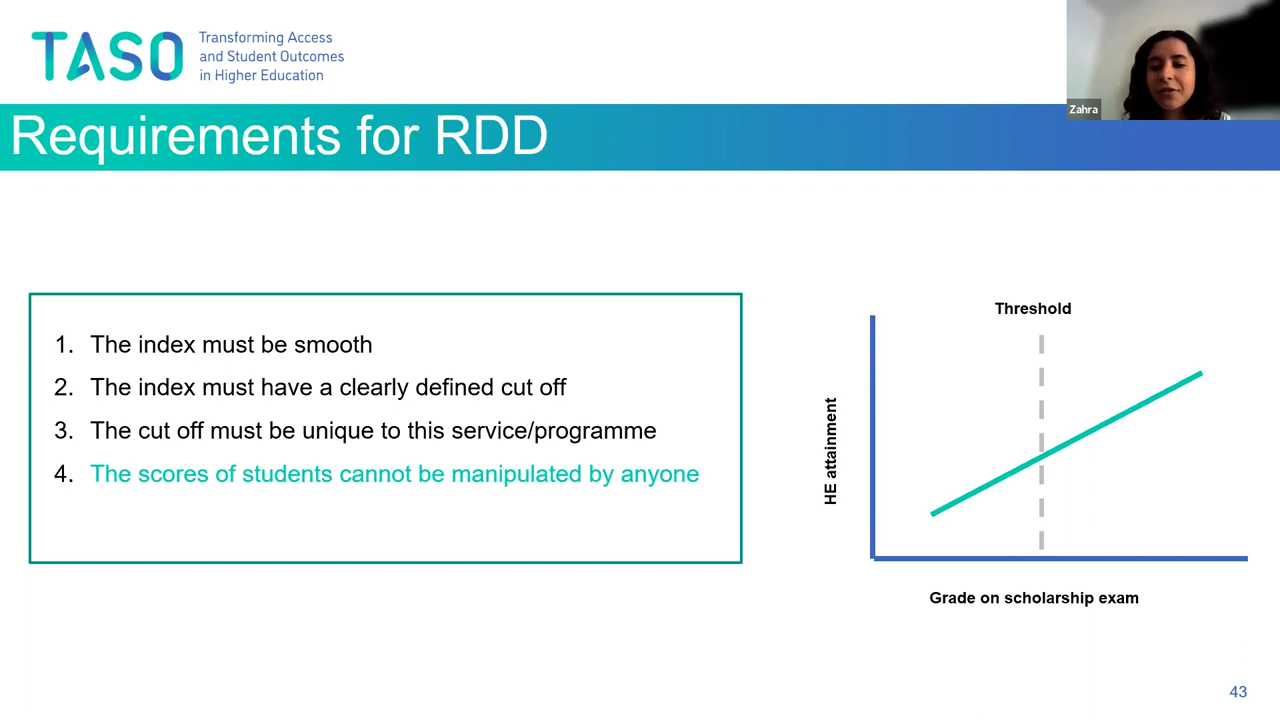 TASO
Transforming Access
and Student Outcomes
in Higher Education
Zahra
Requirements for RDD
1. The index must be smooth
2. The index must have a clearly defined cut off
3. The cut off must be unique to this service/programme
4. The scores of students cannot be manipulated by anyone
Threshold
HE attainment
Grade on scholarship exam
43